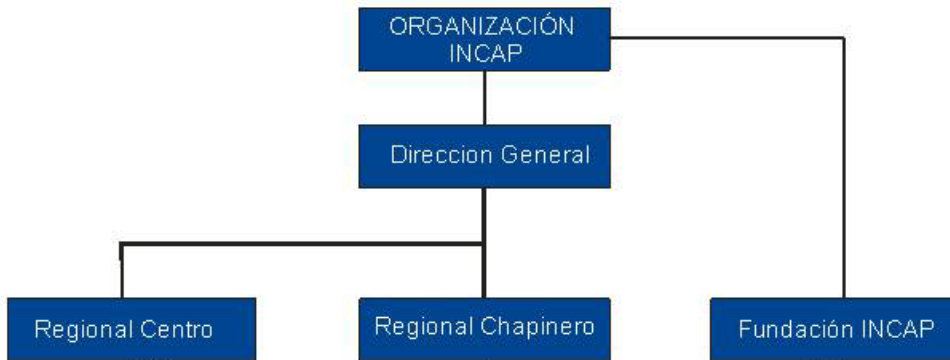 ORGANIZACIÓN
INCAP
Direccion General
Regional Centro
Regional Chapinero
Fundación INCAP